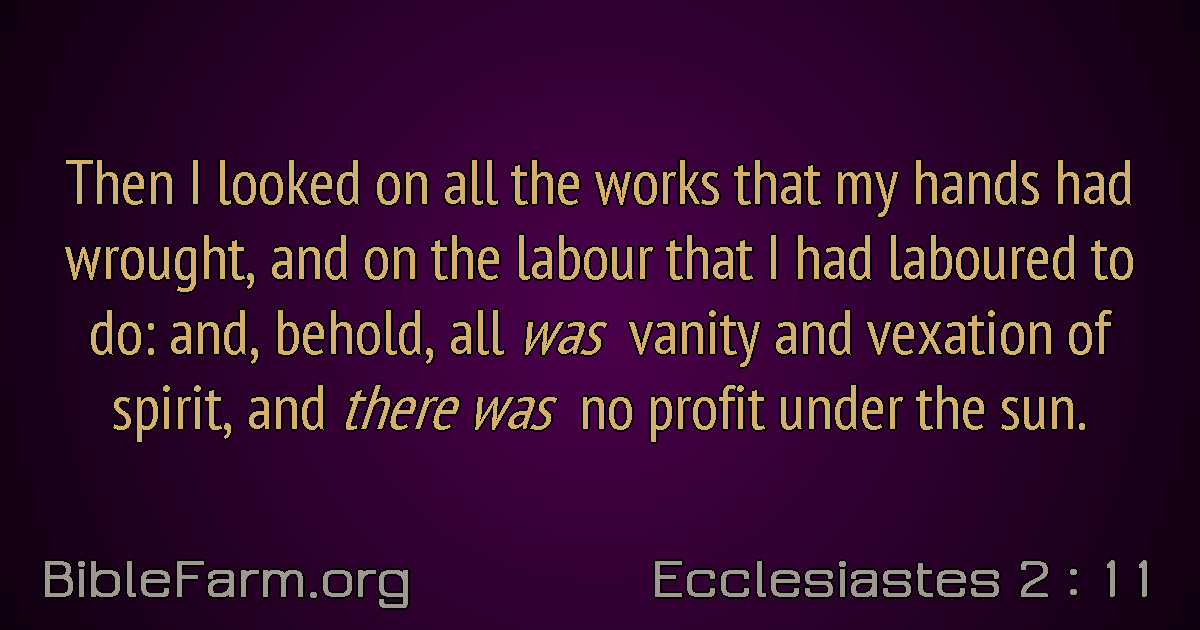 Then I looked on all the works that my hands had
wrought, and on the labour that I had laboured to
do: and, behold, all was vanity and vexation of
spirit, and there was no profit under the sun.
BibleFarm.org
Ecclesiastes 2 : 11